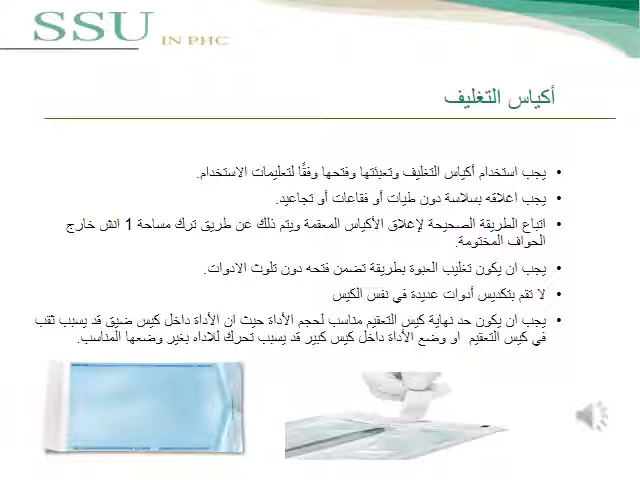 SSU IN PHC
أكياس التغليف
• يجب استخدام أكياس التغليف وتعبئتها وفتحها وفقًا لتعليمات الاستخدام.
• يجب اغلاقه بسلاسة دون طيات أو فقاعات أو تجاعيد.
• اتباع الطريقة الصحيحة لإغلاق الأكياس المعقمة ويتم ذلك عن طريق ترك مساحة 1 انش خارج
الحواف المختومة.
• يجب ان يكون تغليب العبوة بطريقة تضمن فتحه دون تلوث الادوات.
• لا تقم بتكديس أدوات عديدة في نفس الكيس
• يجب ان يكون حد نهاية كيس التعقيم مناسب لحجم الأداة حيث ان الأداة داخل كيس ضيق قد يسبب ثقب
في كيس التعقيم او وضع الأداة داخل كيس كبير قد يسبب تحرك للاداه بغير وضعها المناسب.